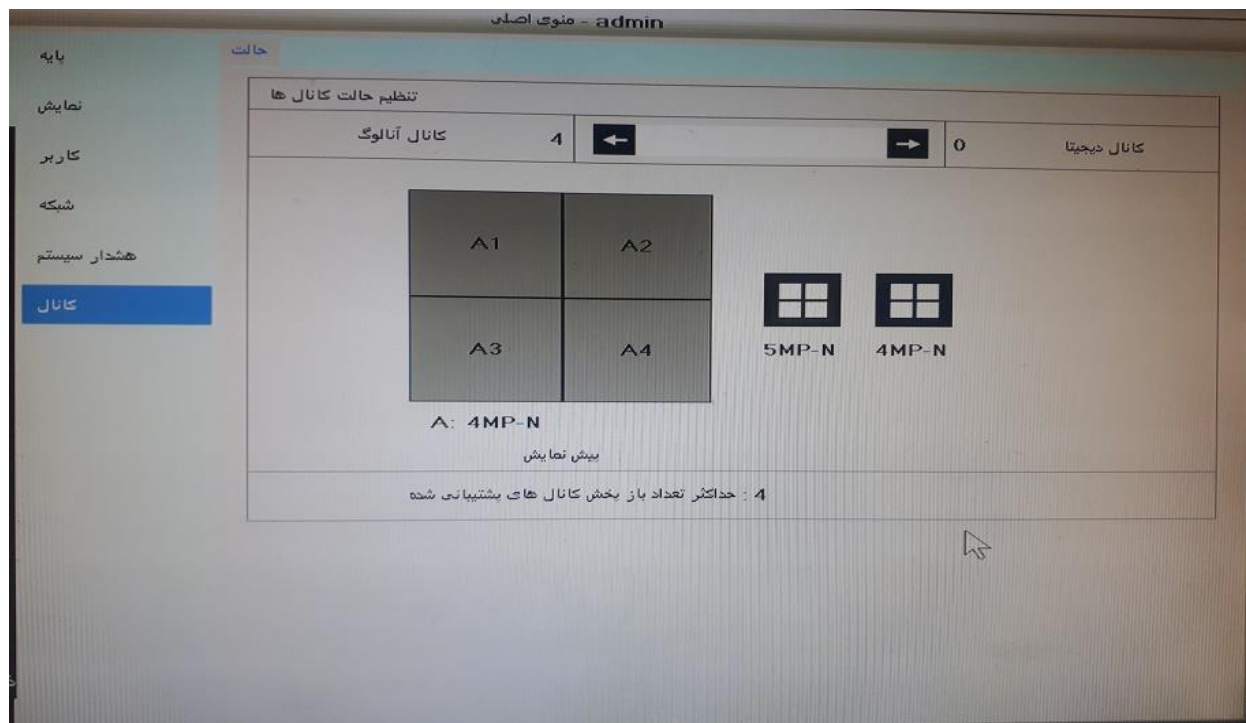 admin - منوی اصلی
پایه
نمایش
کاربر
شبکه
هشدار سیستم
کانال
حالت
تنظیم حالت کانال ها
کانال آنالوگ 4
0 کانال دیجیتا
A1 A2
A3 A4
5MP-N 4MP-N
A: 4MP-N
پیش نمایش
4 : حداکثر تعداد باز پخش کانال های پشتیبانی شده